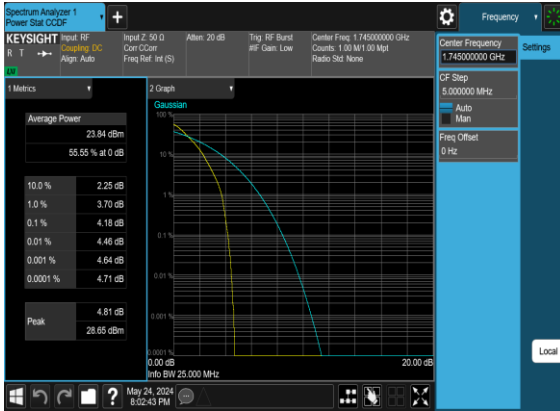 Spectrum Analyzer 1
Power Stat CCDF
+
Frequency
KEYSIGHT
R T
LXI
Input: RF
Coupling: DC
Align: Auto
Input Z: 50 Ω
Corr CCorr
Freq Ref: Int (S)
Atten: 20 dB
Trig: RF Burst
#IF Gain: Low
Center Freq: 1.745000000 GHz
Counts: 1.00 M/1.00 Mpt
Radio Std: None
Center Frequency
1.745000000 GHz
Settings
CF Step
5.000000 MHz
Auto
Man
Freq Offset
0 Hz
1 Metrics
Average Power
23.84 dBm
55.55 % at 0 dB
10.0 % 2.25 dB
1.0 % 3.70 dB
0.1 % 4.18 dB
0.01 % 4.46 dB
0.001 % 4.64 dB
0.0001 % 4.71 dB
Peak 4.81 dB
28.65 dBm
2 Graph
Gaussian
100 %
10 %
1 %
0.1 %
0.01 %
0.001 %
0.0001 %
0.00 dB 20.00 dB
Info BW 25.000 MHz
Local
?
May 24, 2024
8:02:43 PM